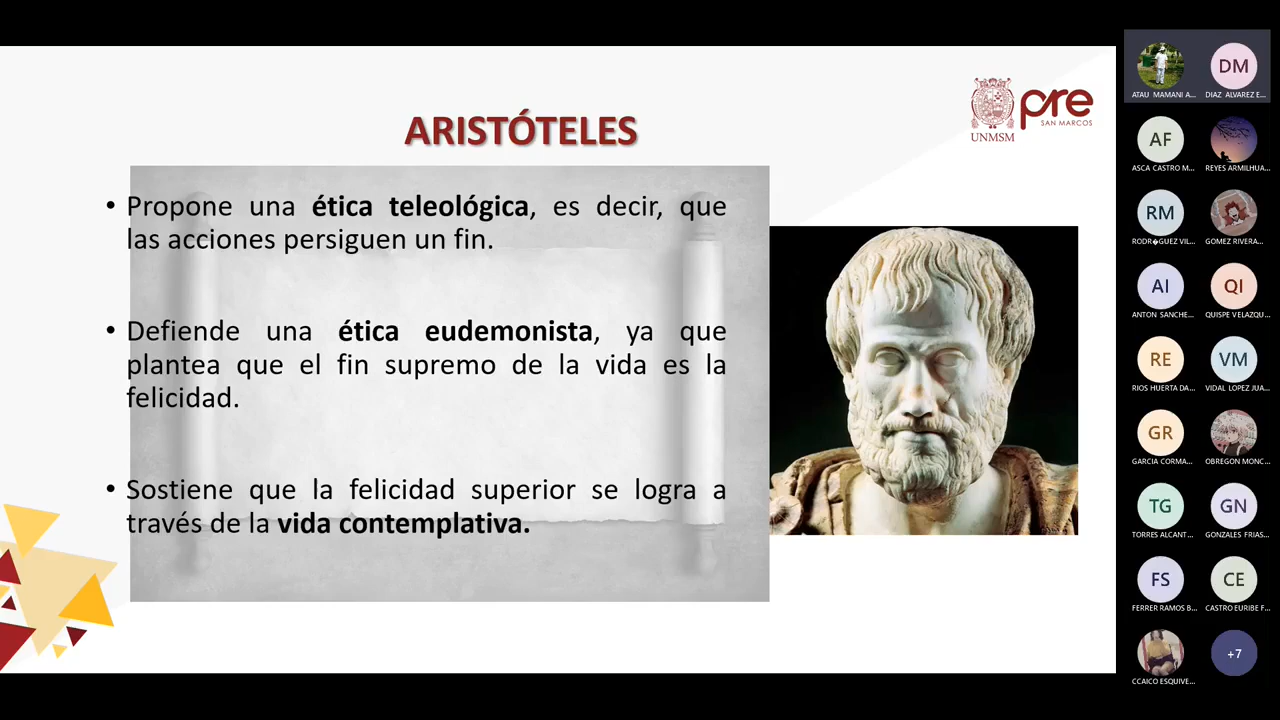 ARISTÓTELES
UNMSM
pre
SAN MARCOS
• Propone una ética teleológica, es decir, que
las acciones persiguen un fin.
• Defiende una ética eudemonista, ya que
plantea que el fin supremo de la vida es la
felicidad.
• Sostiene que la felicidad superior se logra a
través de la vida contemplativa.
ATAU MAMANI A...
DM
DIAZ ALVAREZ E...
AF
ASCA CASTRO M...
REYES ARMILHUA...
RM
RODR�GUEZ VIL...
GOMEZ RIVERA...
AI
ANTON SANCHE...
QI
QUISPE VELAZQU...
RE
RIOS HUERTA DA...
VM
VIDAL LOPEZ JUA...
GR
GARCIA CORMA...
OBREGON MONC...
TG
TORRES ALCANT...
GN
GONZALES FRIAS...
FS
FERRER RAMOS B...
CE
CASTRO EURIBE F...
CCAICO ESQUIVE...
+7